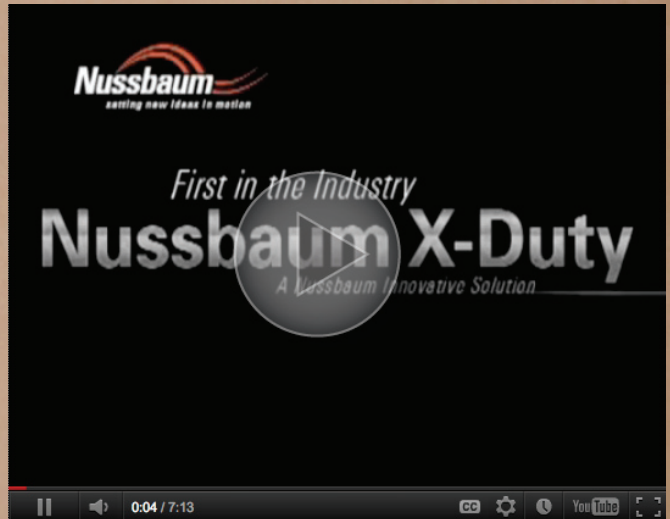 Nussbaum
setting new ideas in motion
First in the Industry
Nussbaum X-Duty
A Nussbaum Innovative Solution
0:04 / 7:13
CC
YouTube